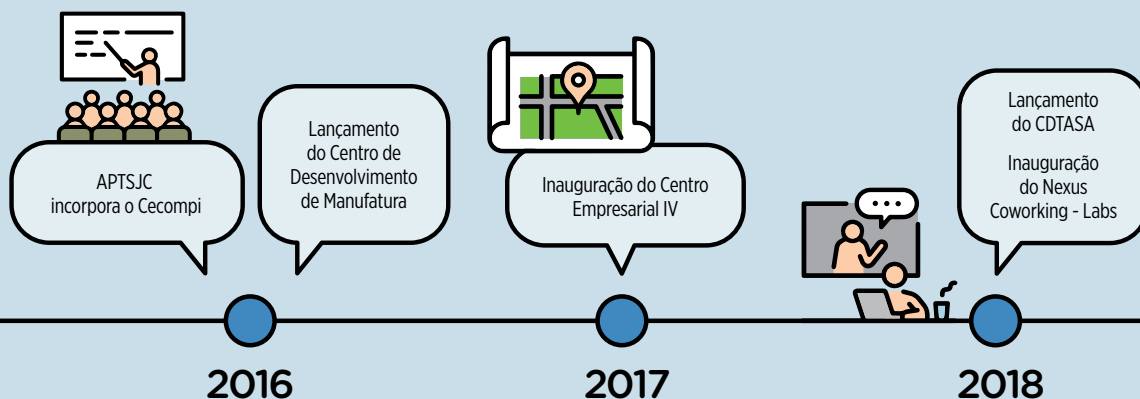 APTSJC
incorpora o Cecompi
Lançamento
do Centro de
Desenvolvimento
de Manufatura
2016
Inauguração do Centro
Empresarial IV
2017
Lançamento
do CDTASA
Inauguração
do Nexus
Coworking - Labs
2018